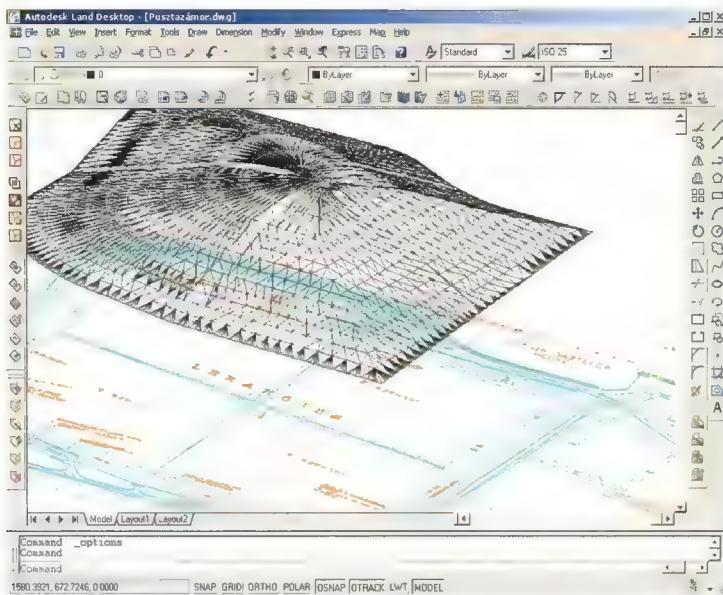 Autodesk Land Desktop - [Pusztazámor.dwg]
File Edit View Insert Format Tools Draw Dimension Modify Window Express Map Help
Standard ISO 25
0 ByLayer ByLayer ByLayer
Model Layout1 Layout2
Command _options
Command
Command
1580.3921, 672.7246, 0.0000 SNAP GRID ORTHO POLAR OSNAP OTRACK LWT MODEL